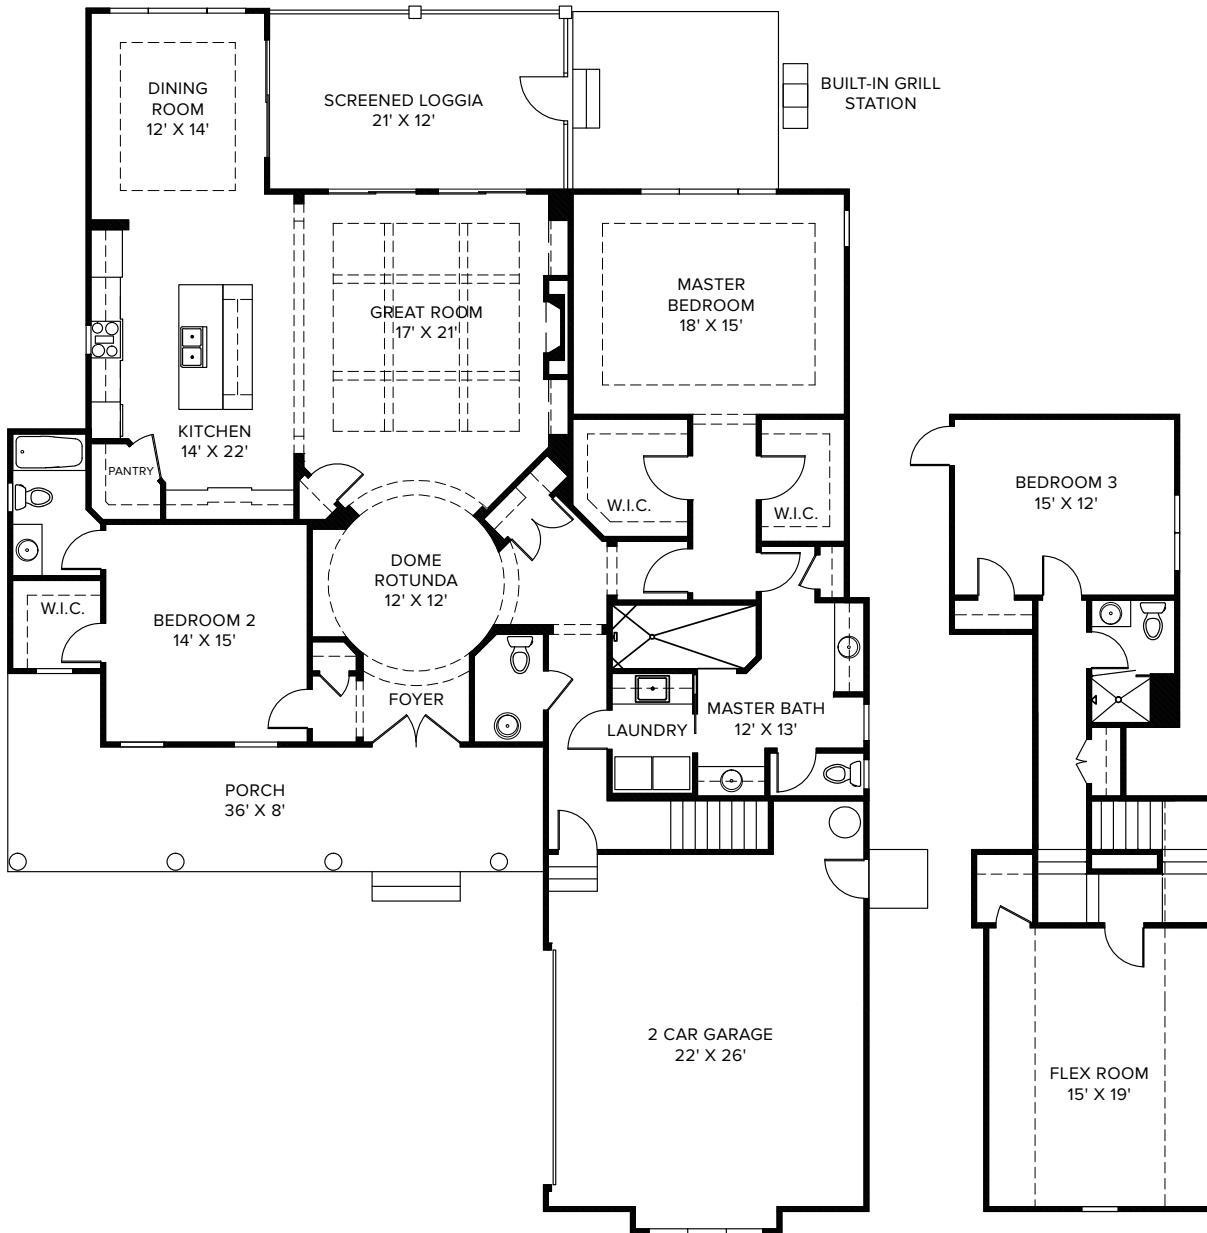 DINING
ROOM
12' X 14'
SCREENED LOGGIA
21' X 12'
BUILT-IN GRILL
STATION
MASTER
BEDROOM
18' X 15'
GREAT ROOM
17' X 21'
KITCHEN
14' X 22'
PANTRY
W.I.C.
W.I.C.
BEDROOM 3
15' X 12'
DOME
ROTUNDA
12' X 12'
W.I.C.
BEDROOM 2
14' X 15'
FOYER
LAUNDRY
MASTER BATH
12' X 13'
PORCH
36' X 8'
2 CAR GARAGE
22' X 26'
FLEX ROOM
15' X 19'